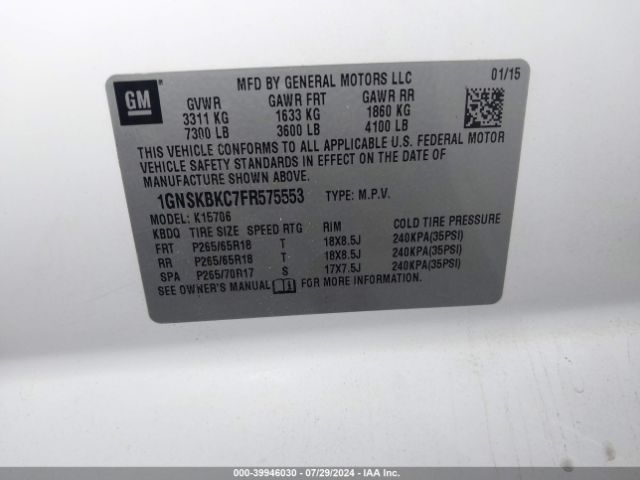 GM
MFD BY GENERAL MOTORS LLC
01/15
GVWR GAWR FRT GAWR RR
3311 KG 1633 KG 1860 KG
7300 LB 3600 LB 4100 LB
THIS VEHICLE CONFORMS TO ALL APPLICABLE U.S. FEDERAL MOTOR
VEHICLE SAFETY STANDARDS IN EFFECT ON THE DATE OF
MANUFACTURE SHOWN ABOVE.
1GNSKBKC7FR575553 TYPE: M.P.V.
MODEL: K15706
KBDQ TIRE SIZE SPEED RTG RIM COLD TIRE PRESSURE
FRT P265/65R18 T 18X8.5J 240KPA(35PSI)
RR P265/65R18 T 18X8.5J 240KPA(35PSI)
SPA P265/70R17 S 17X7.5J 240KPA(35PSI)
SEE OWNER'S MANUAL FOR MORE INFORMATION.
000-39946030 / 07/29/2024 / IAA Inc.